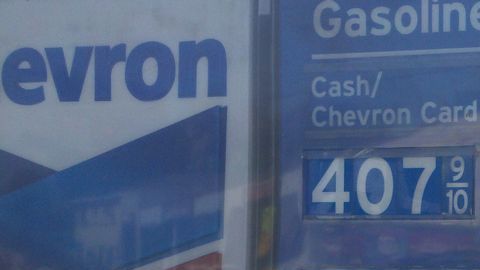 evron
Gasoline
Cash/
Chevron Card
407 9/10